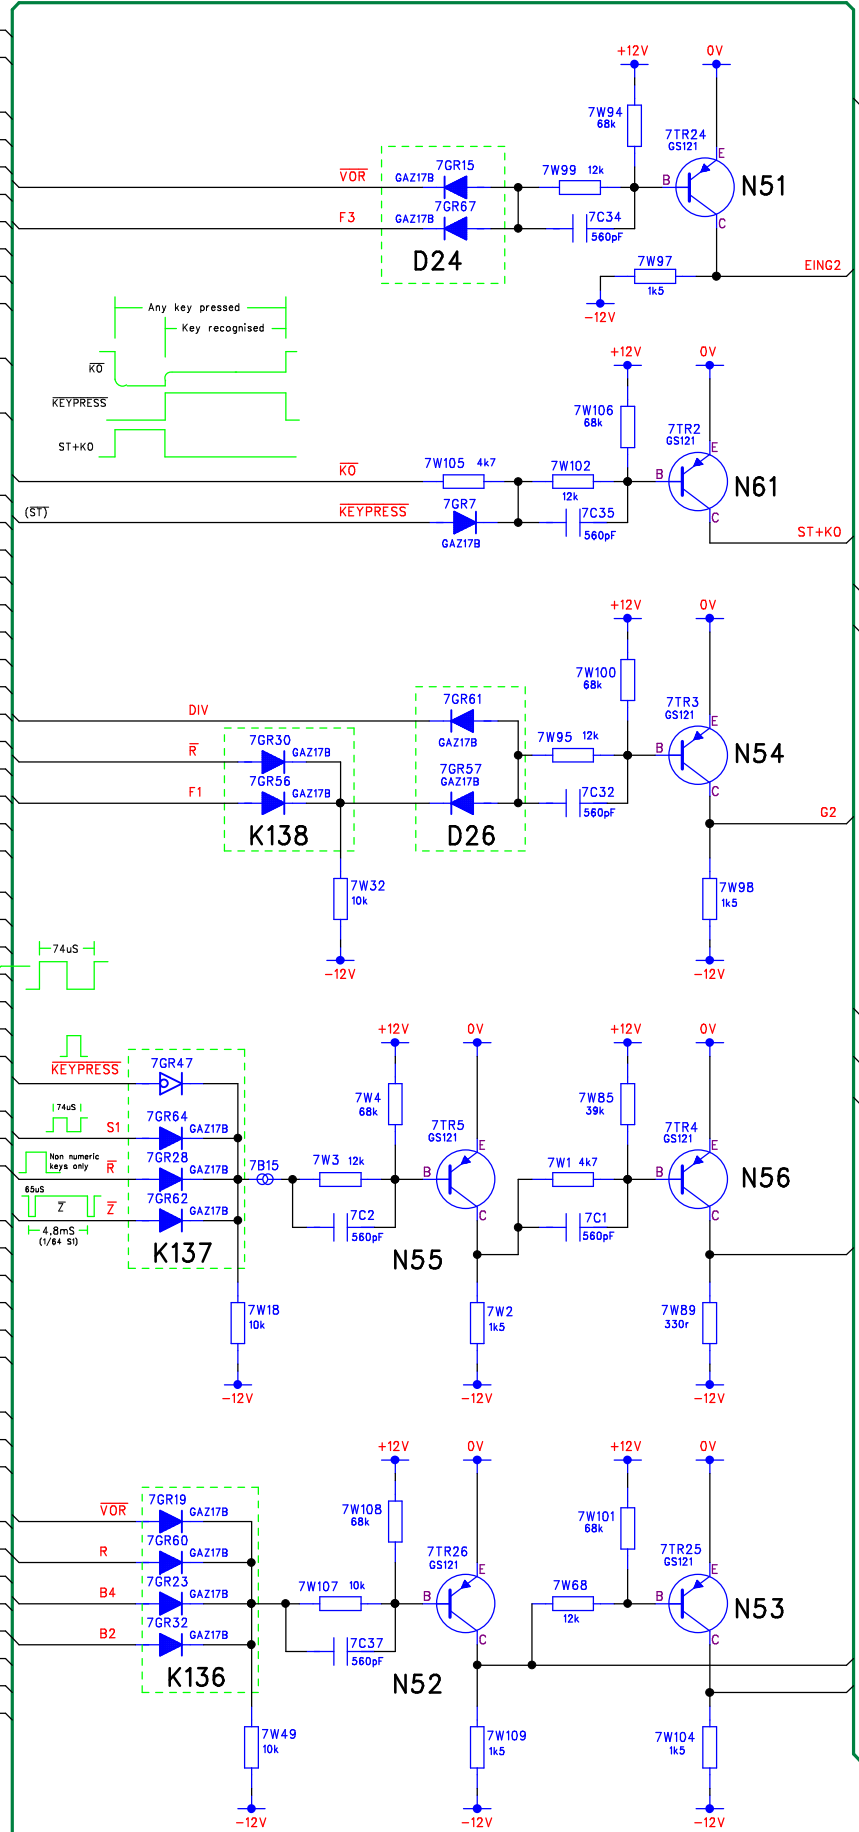 +12V 0V
7W94
68k
7TR24
GS121
E
7GR15
VOR GAZ17B 7W99 12k B N51
7GR67
F3 GAZ17B 7C34 C
560pF
D24
7W97 EING2
1k5
-12V
Any key pressed
Key recognised
+12V 0V
KO
KEYPRESS
7W106
68k
7TR2
GS121
ST+KO E
KO 7W105 4k7 7W102 B N61
12k
(ST) KEYPRESS 7GR7 7C35 C
GAZ17B 560pF
ST+KO
+12V 0V
7W100
68k
7TR3
GS121
DIV 7GR61 E
GAZ17B
R 7GR30 GAZ17B 7W95 12k B N54
7GR57
GAZ17B
F1 7GR56 GAZ17B 7C32 C
560pF
K138 D26 G2
7W32
10k
7W98
1k5
-12V -12V
74uS
+12V 0V +12V 0V
KEYPRESS 7GR47
7W4
68k
7W85
39k
74uS
S1 7GR64 GAZ17B 7TR5
GS121
7TR4
GS121
E E
Non numeric
keys only
R 7GR28 GAZ17B 7B15 7W3 12k B 7W1 4k7 B N56
65uS
Z Z 7GR62 GAZ17B 7C2 C 7C1 C
560pF 560pF
4,8mS
(1/64 S1)
K137 N55
7W18
10k
7W2
1k5
7W89
330r
-12V -12V -12V
+12V 0V +12V 0V
VOR 7GR19 GAZ17B 7W108
68k
7W101
68k
R 7GR60 GAZ17B 7TR26
GS121
7TR25
GS121
E E
B4 7GR23 GAZ17B 7W107 10k B 7W68 B N53
12k
B2 7GR32 GAZ17B 7C37 C C
560pF
K136 N52
7W49
10k
7W109
1k5
7W104
1k5
-12V -12V -12V